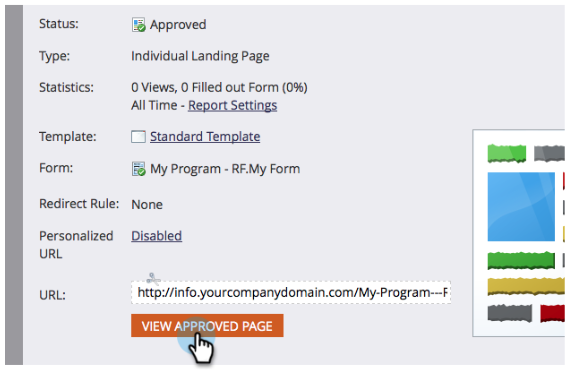 Status: Approved
Type: Individual Landing Page
Statistics: 0 Views, 0 Filled out Form (0%)
All Time - Report Settings
Template: Standard Template
Form: My Program - RF.My Form
Redirect Rule: None
Personalized Disabled
URL
URL: http://info.yourcompanydomain.com/My-Program---F
VIEW APPROVED PAGE